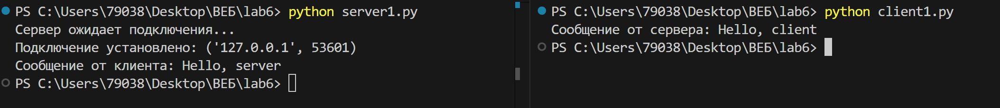 PS C:\Users\79038\Desktop\ВЕБ\lab6> python server1.py
Сервер ожидает подключения...
Подключение установлено: ('127.0.0.1', 53601)
Сообщение от клиента: Hello, server
PS C:\Users\79038\Desktop\ВЕБ\lab6>
PS C:\Users\79038\Desktop\ВЕБ\lab6> python client1.py
Сообщение от сервера: Hello, client
PS C:\Users\79038\Desktop\ВЕБ\lab6>